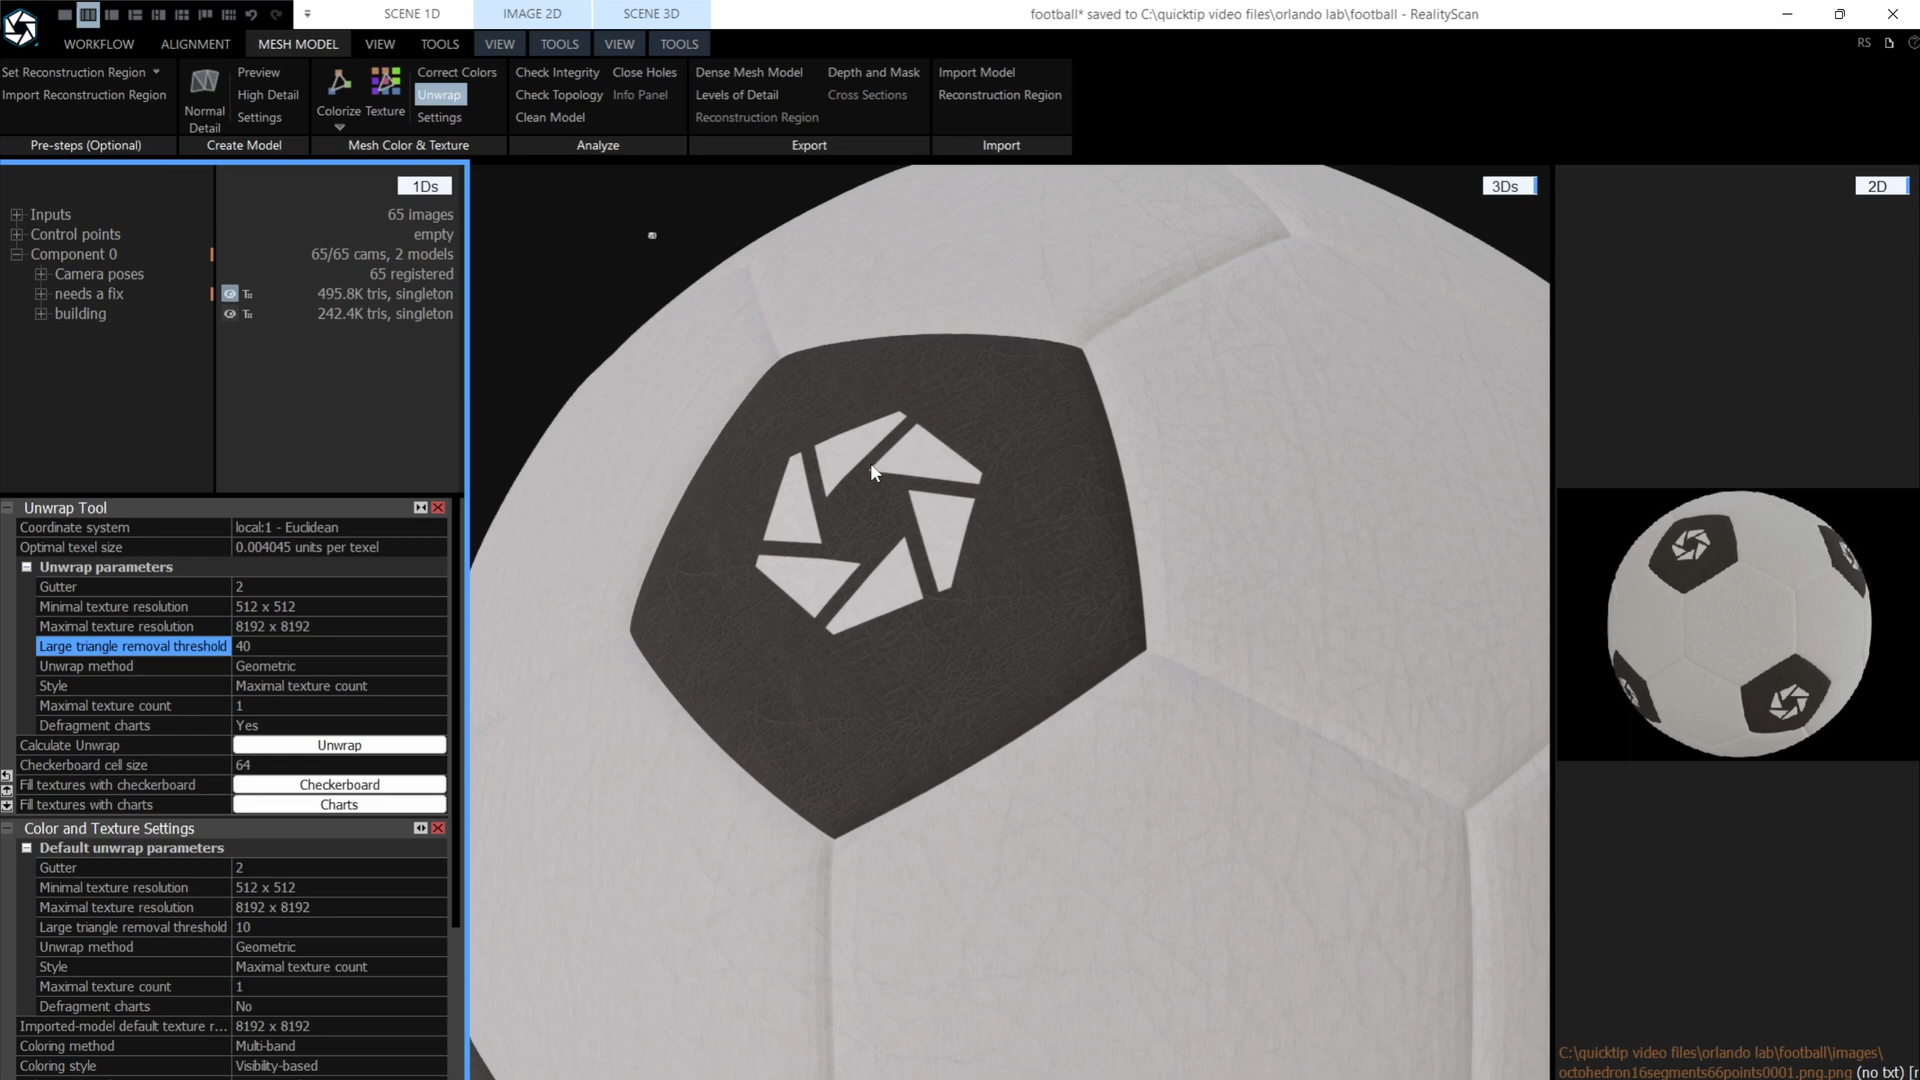 SCENE 1D IMAGE 2D SCENE 3D football* saved to C:\quicktip video files\orlando lab\football - RealityScan
WORKFLOW ALIGNMENT MESH MODEL VIEW TOOLS VIEW TOOLS VIEW TOOLS RS
Set Reconstruction Region Preview Correct Colors Check Integrity Close Holes Dense Mesh Model Depth and Mask Import Model
Import Reconstruction Region High Detail Unwrap Check Topology Info Panel Levels of Detail Cross Sections Reconstruction Region
Normal Detail Settings Colorize Texture Settings Clean Model Reconstruction Region
Pre-steps (Optional) Create Model Mesh Color & Texture Analyze Export Import
1Ds 3Ds 2D
Inputs 65 images
Control points empty
Component 0 65/65 cams, 2 models
Camera poses 65 registered
needs a fix 495.8K tris, singleton
building 242.4K tris, singleton
Unwrap Tool
Coordinate system local:1 - Euclidean
Optimal texel size 0.004045 units per texel
Unwrap parameters
Gutter 2
Minimal texture resolution 512 x 512
Maximal texture resolution 8192 x 8192
Large triangle removal threshold 40
Unwrap method Geometric
Style Maximal texture count
Maximal texture count 1
Defragment charts Yes
Calculate Unwrap Unwrap
Checkerboard cell size 64
Fill textures with checkerboard Checkerboard
Fill textures with charts Charts
Color and Texture Settings
Default unwrap parameters
Gutter 2
Minimal texture resolution 512 x 512
Maximal texture resolution 8192 x 8192
Large triangle removal threshold 10
Unwrap method Geometric
Style Maximal texture count
Maximal texture count 1
Defragment charts No
Imported-model default texture r... 8192 x 8192
Coloring method Multi-band
Coloring style Visibility-based
C:\quicktip video files\orlando lab\football\images\
octohedron16segments66points0001.png.png (no txt) [r